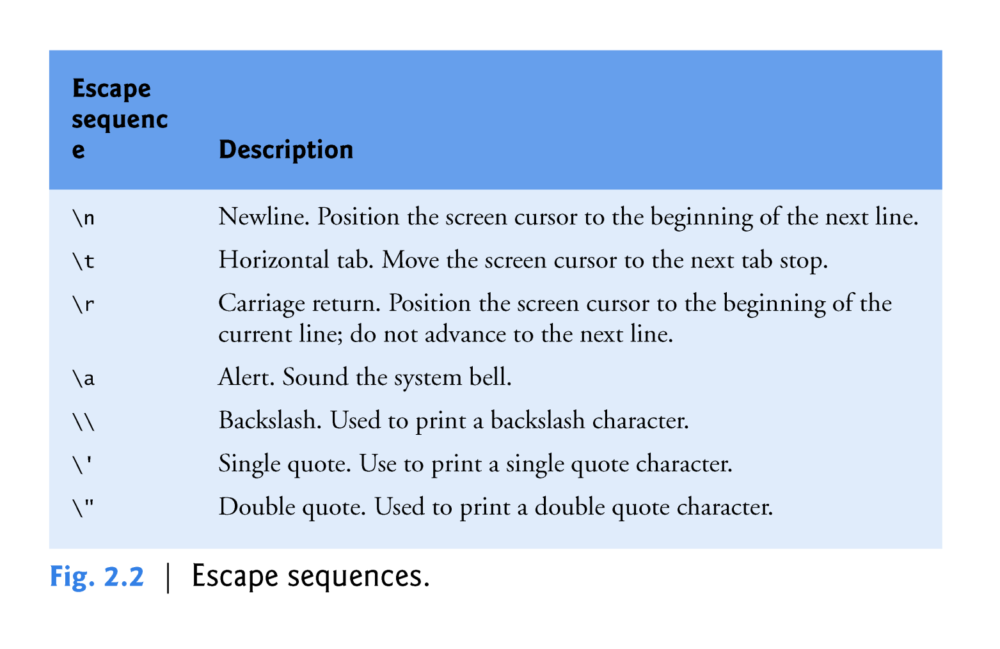 Escape
sequenc
e Description
\n Newline. Position the screen cursor to the beginning of the next line.
\t Horizontal tab. Move the screen cursor to the next tab stop.
\r Carriage return. Position the screen cursor to the beginning of the
current line; do not advance to the next line.
\a Alert. Sound the system bell.
\\ Backslash. Used to print a backslash character.
\' Single quote. Use to print a single quote character.
\" Double quote. Used to print a double quote character.
Fig. 2.2 | Escape sequences.